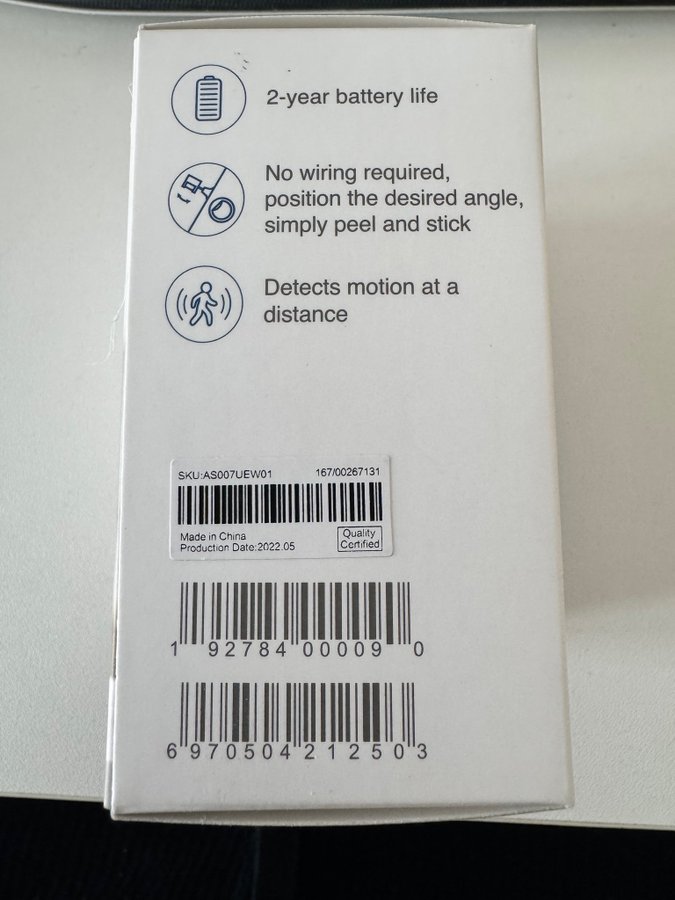 2-year battery life
No wiring required,
position the desired angle,
simply peel and stick
Detects motion at a
distance
SKU:AS007UEW01 167/00267131
Made in China
Production Date:2022.05
Quality
Certified
1 92784 00009 0
6 970504 212503